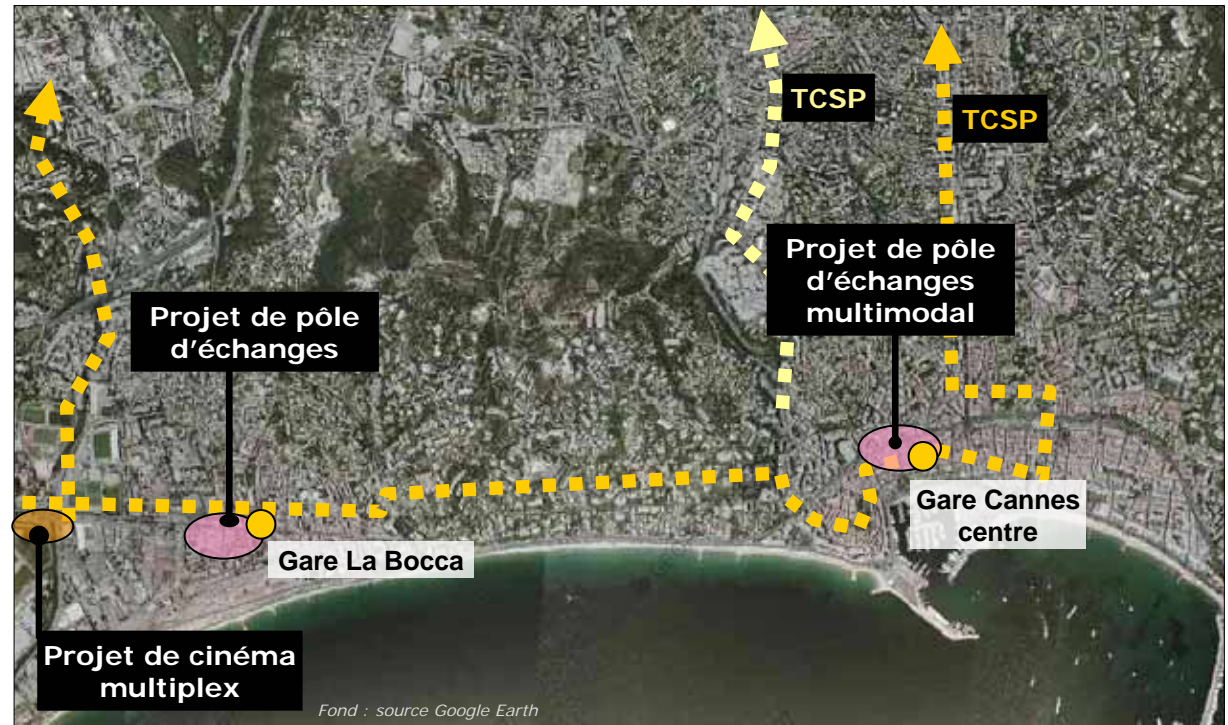 TCSP
TCSP
Projet de pôle
d'échanges
multimodal
Projet de pôle
d'échanges
Gare Cannes
centre
Gare La Bocca
Projet de cinéma
multiplex
Fond : source Google Earth